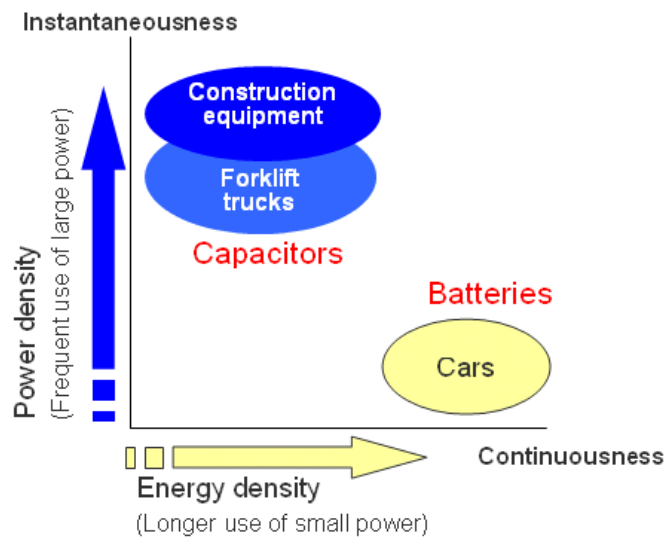 Instantaneousness
Construction
equipment
Forklift
trucks
Capacitors
Batteries
Cars
Power density
(Frequent use of large power)
Continuousness
Energy density
(Longer use of small power)